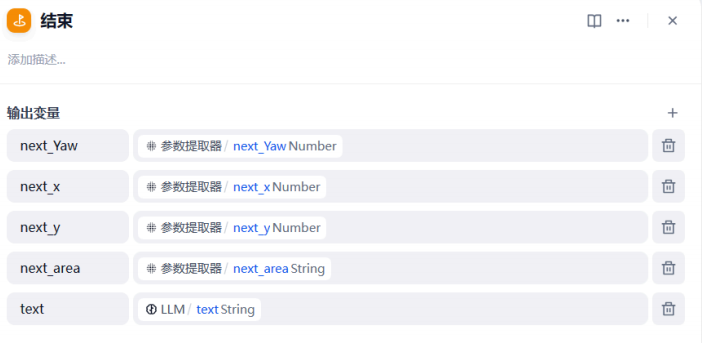 结束
添加描述...
输出变量
next_Yaw 参数提取器 / next_Yaw Number
next_x 参数提取器 / next_x Number
next_y 参数提取器 / next_y Number
next_area 参数提取器 / next_area String
text LLM / text String